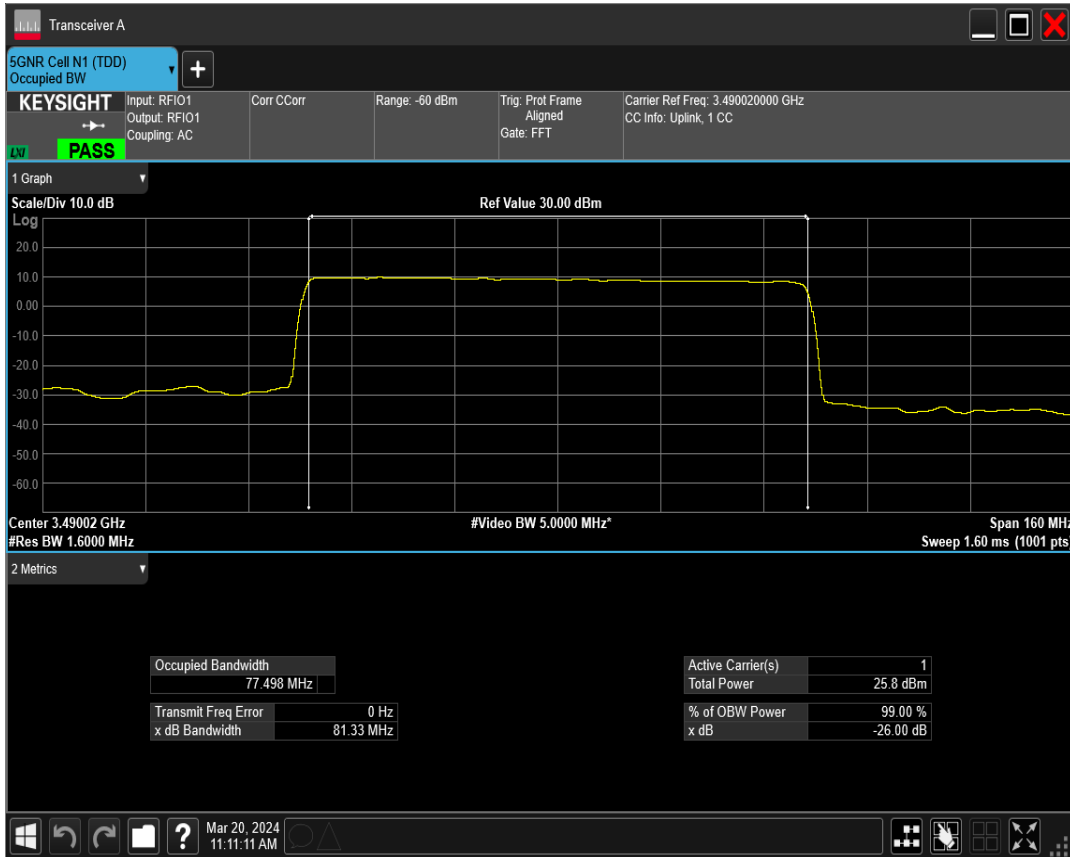 Transceiver A
5GNR Cell N1 (TDD)
Occupied BW
+
KEYSIGHT
LXI
PASS
Input: RFIO1
Output: RFIO1
Coupling: AC
Corr CCorr
Range: -60 dBm
Trig: Prot Frame
Aligned
Gate: FFT
Carrier Ref Freq: 3.490020000 GHz
CC Info: Uplink, 1 CC
1 Graph
Scale/Div 10.0 dB
Ref Value 30.00 dBm
Log
20.0
10.0
0.00
-10.0
-20.0
-30.0
-40.0
-50.0
-60.0
Center 3.49002 GHz
#Video BW 5.0000 MHz*
Span 160 MHz
#Res BW 1.6000 MHz
Sweep 1.60 ms (1001 pts
2 Metrics
Occupied Bandwidth
77.498 MHz
Transmit Freq Error 0 Hz
x dB Bandwidth 81.33 MHz
Active Carrier(s) 1
Total Power 25.8 dBm
% of OBW Power 99.00 %
x dB -26.00 dB
?
Mar 20, 2024
11:11:11 AM